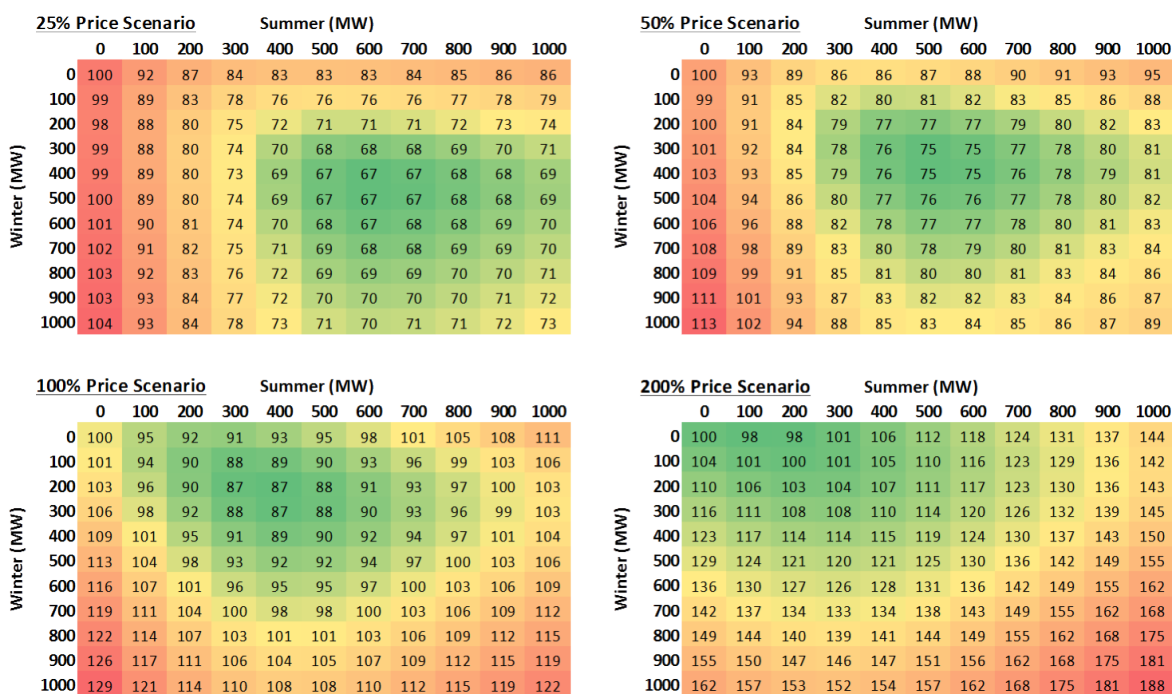 25% Price Scenario Summer (MW)
0 100 200 300 400 500 600 700 800 900 1000
0 100 92 87 84 83 83 83 84 85 86 86
100 99 89 83 78 76 76 76 76 77 78 79
200 98 88 80 75 72 71 71 71 72 73 74
300 99 88 80 74 70 68 68 68 69 70 71
400 99 89 80 73 69 67 67 67 68 68 69
500 100 89 80 74 69 67 67 68 68 68 69
600 101 90 81 74 70 68 67 68 68 69 70
700 102 91 82 75 71 69 68 68 69 69 70
800 103 92 83 76 72 69 69 69 70 70 71
900 103 93 84 77 72 70 70 70 70 71 72
1000 104 93 84 78 73 71 70 71 71 72 73
Winter (MW)
50% Price Scenario Summer (MW)
0 100 200 300 400 500 600 700 800 900 1000
0 100 93 89 86 86 87 88 90 91 93 95
100 99 91 85 82 80 81 82 83 85 86 88
200 100 91 84 79 77 77 77 79 80 82 83
300 101 92 84 78 76 75 75 77 78 80 81
400 103 93 85 79 76 75 75 76 78 79 81
500 104 94 86 80 77 76 76 77 78 80 82
600 106 96 88 82 78 77 77 78 80 81 83
700 108 98 89 83 80 78 79 80 81 83 84
800 109 99 91 85 81 80 80 81 83 84 86
900 111 101 93 87 83 82 82 83 84 86 87
1000 113 102 94 88 85 83 84 85 86 87 89
Winter (MW)
100% Price Scenario Summer (MW)
0 100 200 300 400 500 600 700 800 900 1000
0 100 95 92 91 93 95 98 101 105 108 111
100 101 94 90 88 89 90 93 96 99 103 106
200 103 96 90 87 87 88 91 93 97 100 103
300 106 98 92 88 87 88 90 93 96 99 103
400 109 101 95 91 89 90 92 94 97 101 104
500 113 104 98 93 92 92 94 97 100 103 106
600 116 107 101 96 95 95 97 100 103 106 109
700 119 111 104 100 98 98 100 103 106 109 112
800 122 114 107 103 101 101 103 106 109 112 115
900 126 117 111 106 104 105 107 109 112 115 119
1000 129 121 114 110 108 108 110 112 115 119 122
Winter (MW)
200% Price Scenario Summer (MW)
0 100 200 300 400 500 600 700 800 900 1000
0 100 98 98 101 106 112 118 124 131 137 144
100 104 101 100 101 105 110 116 123 129 136 142
200 110 106 103 104 107 111 117 123 130 136 143
300 116 111 108 108 110 114 120 126 132 139 145
400 123 117 114 114 115 119 124 130 137 143 150
500 129 124 121 120 121 125 130 136 142 149 155
600 136 130 127 126 128 131 136 142 149 155 162
700 142 137 134 133 134 138 143 149 155 162 168
800 149 144 140 139 141 144 149 155 162 168 175
900 155 150 147 146 147 151 156 162 168 175 181
1000 162 157 153 152 154 157 162 168 175 181 188
Winter (MW)